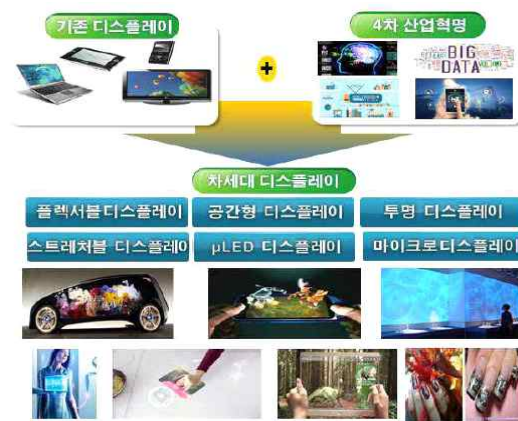 기존 디스플레이
4차 산업혁명
BIG
DATA
차세대 디스플레이
플렉서블디스플레이
공간형 디스플레이
투명 디스플레이
스트레처블 디스플레이
μLED 디스플레이
마이크로디스플레이